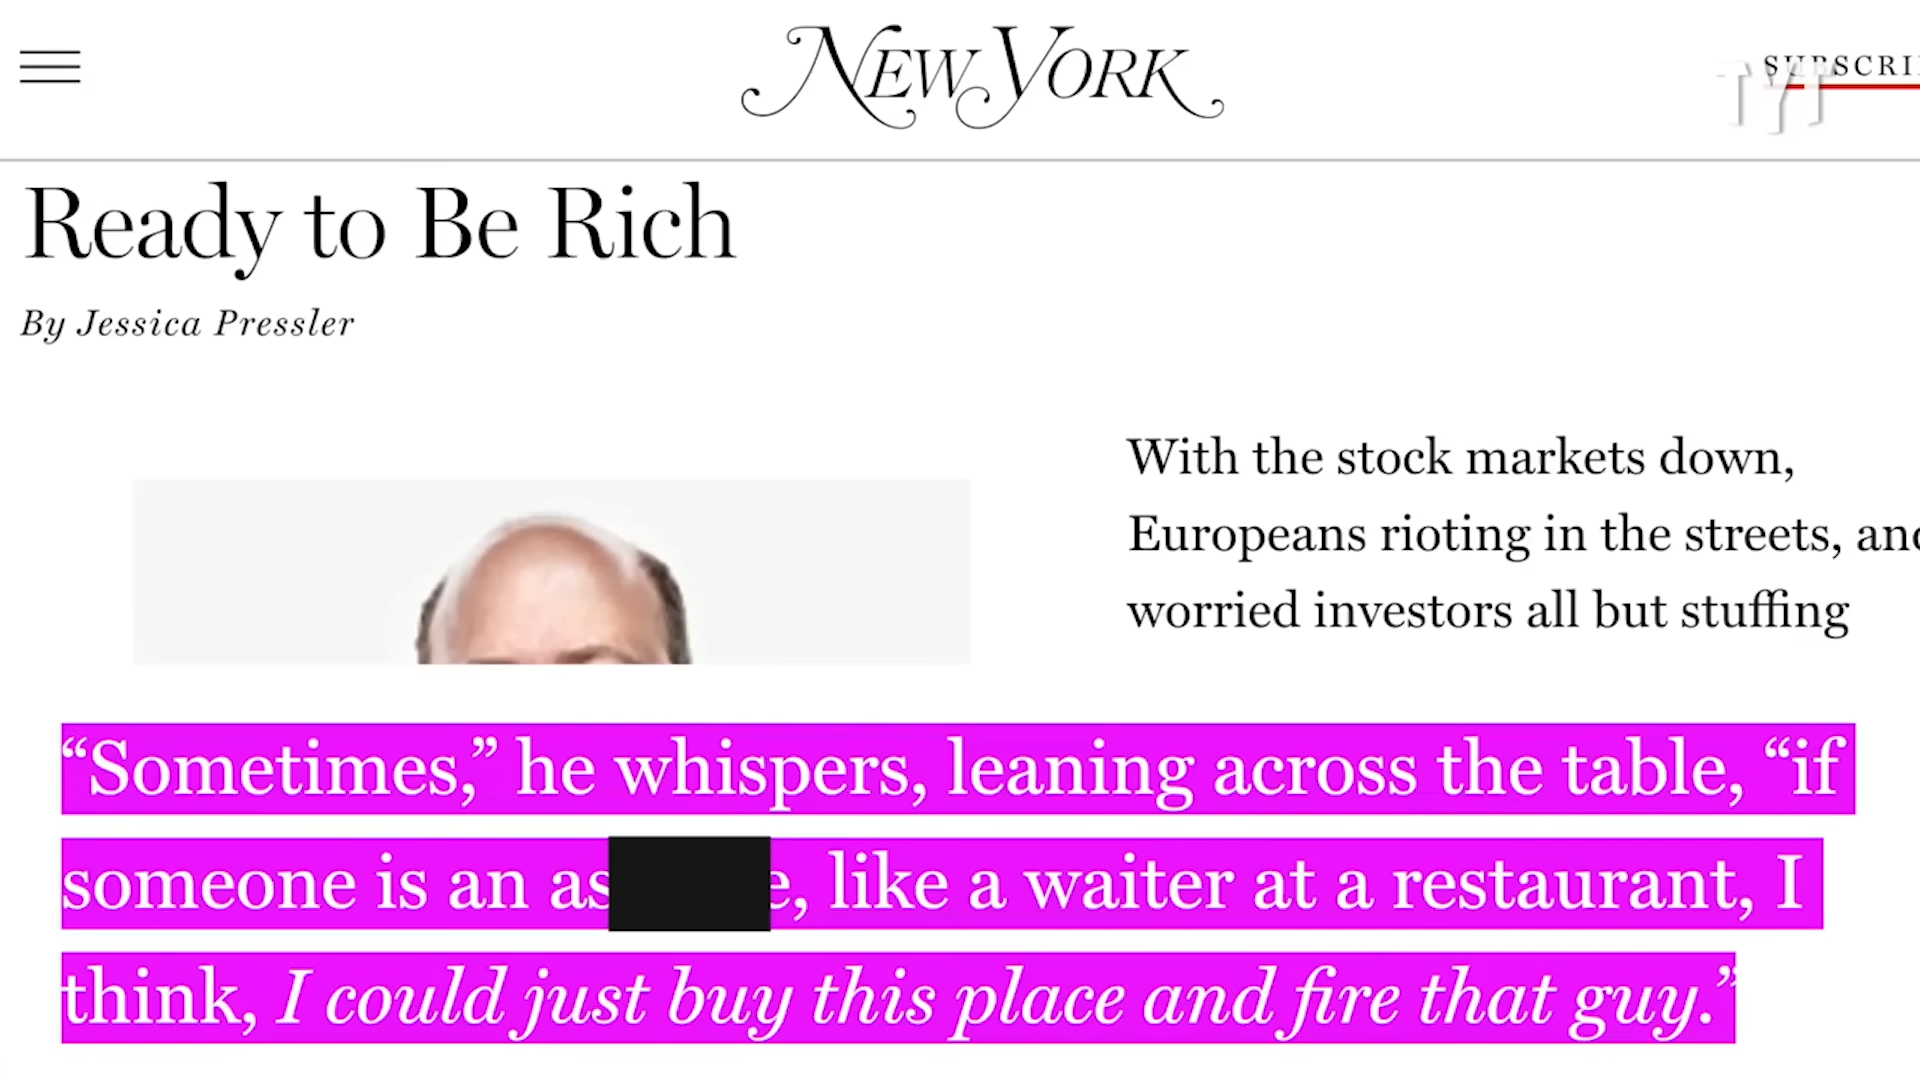 NEW YORK
SUBSCRI
TYT
Ready to Be Rich
By Jessica Pressler
With the stock markets down,
Europeans rioting in the streets, and
worried investors all but stuffing
“Sometimes,” he whispers, leaning across the table, “if
someone is an as e, like a waiter at a restaurant, I
think, I could just buy this place and fire that guy.”